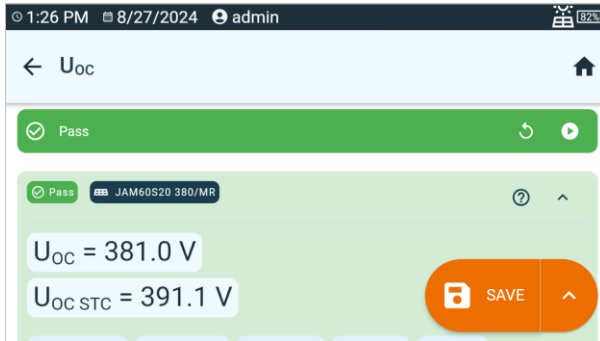 1:26 PM 8/27/2024 admin 82%
UOC
Pass
Pass JAM60S20 380/MR
UOC = 381.0 V
UOC STC = 391.1 V
SAVE